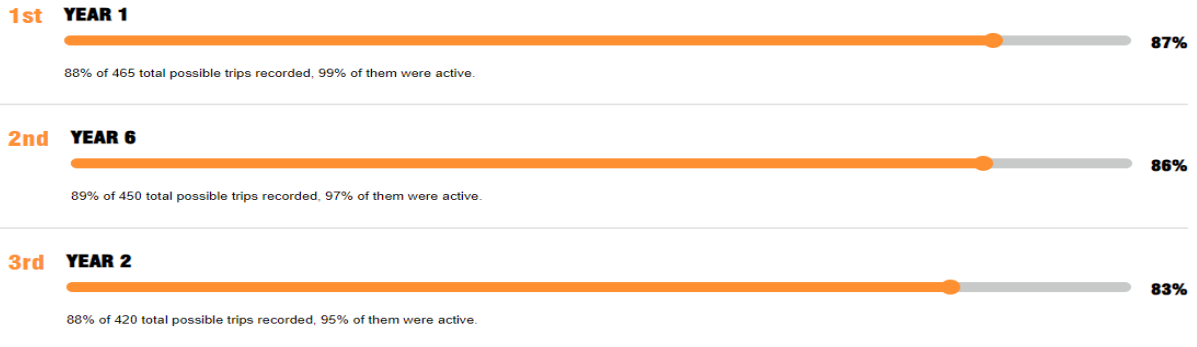 1st YEAR 1
87%
88% of 465 total possible trips recorded, 99% of them were active.
2nd YEAR 6
86%
89% of 450 total possible trips recorded, 97% of them were active.
3rd YEAR 2
83%
88% of 420 total possible trips recorded, 95% of them were active.